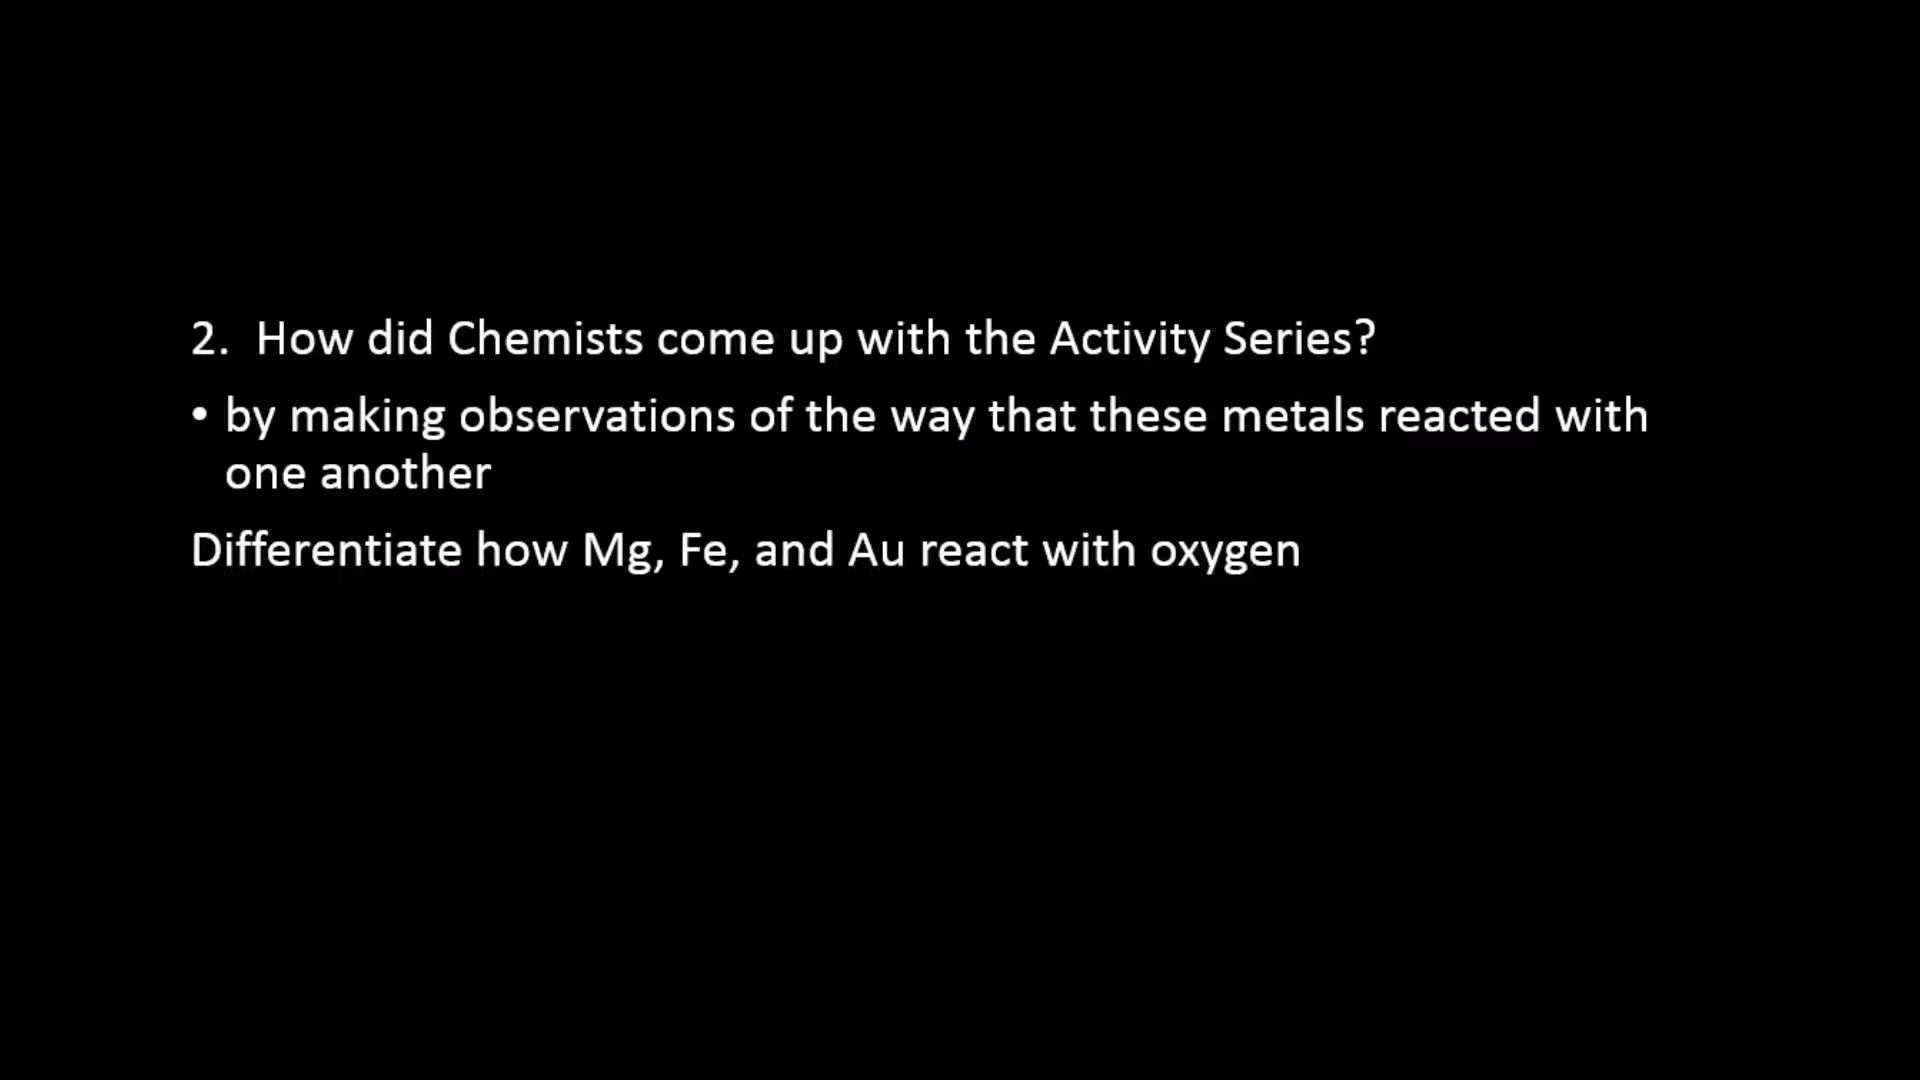 2.  How did Chemists come up with the Activity Series?
• by making observations of the way that these metals reacted with
one another
Differentiate how Mg, Fe, and Au react with oxygen